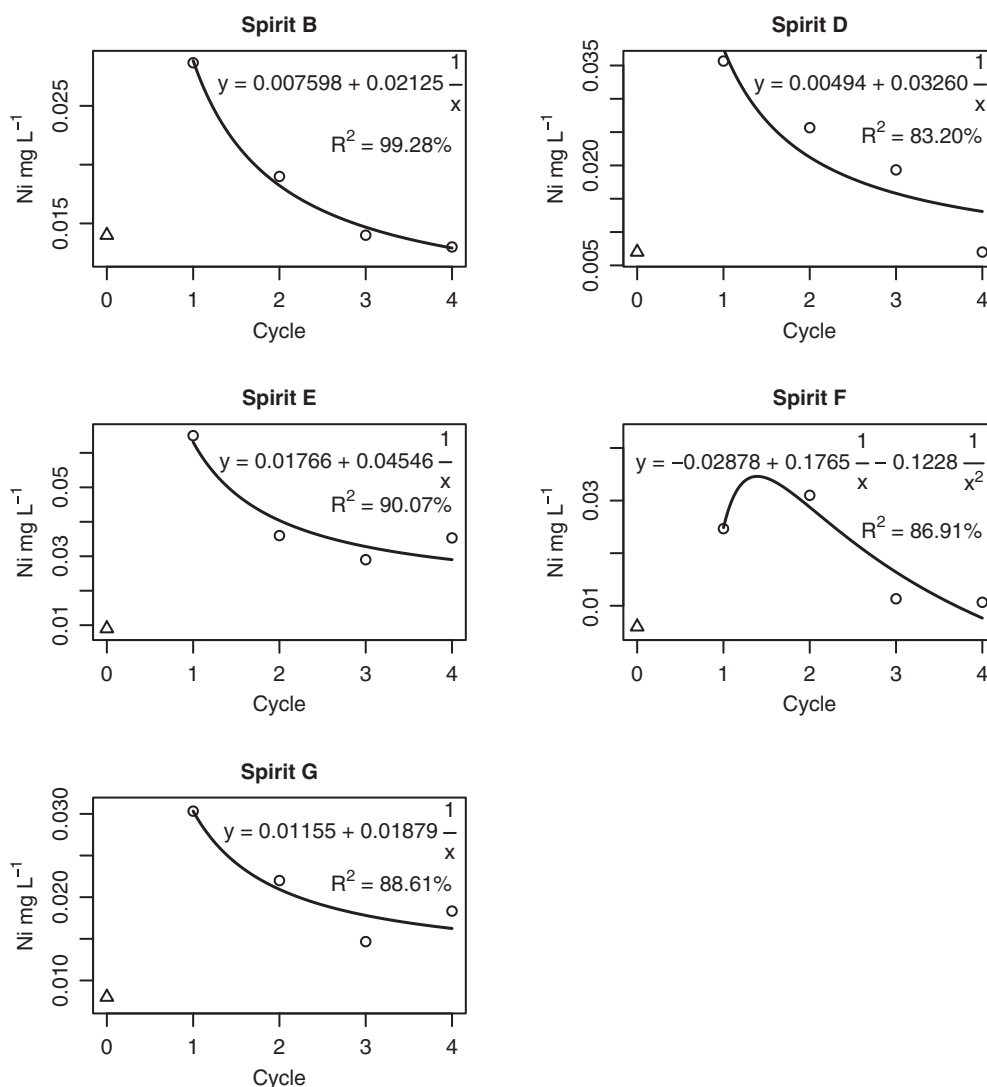 Spirit B
Ni mg L⁻¹
0.015
0.025
y = 0.007598 + 0.02125 1/x
R² = 99.28%
0 1 2 3 4
Cycle
Spirit D
Ni mg L⁻¹
0.005
0.020
0.035
y = 0.00494 + 0.03260 1/x
R² = 83.20%
0 1 2 3 4
Cycle
Spirit E
Ni mg L⁻¹
0.01
0.03
0.05
y = 0.01766 + 0.04546 1/x
R² = 90.07%
0 1 2 3 4
Cycle
Spirit F
Ni mg L⁻¹
0.01
0.03
y = −0.02878 + 0.1765 1/x − 0.1228 1/x²
R² = 86.91%
0 1 2 3 4
Cycle
Spirit G
Ni mg L⁻¹
0.010
0.020
0.030
y = 0.01155 + 0.01879 1/x
R² = 88.61%
0 1 2 3 4
Cycle